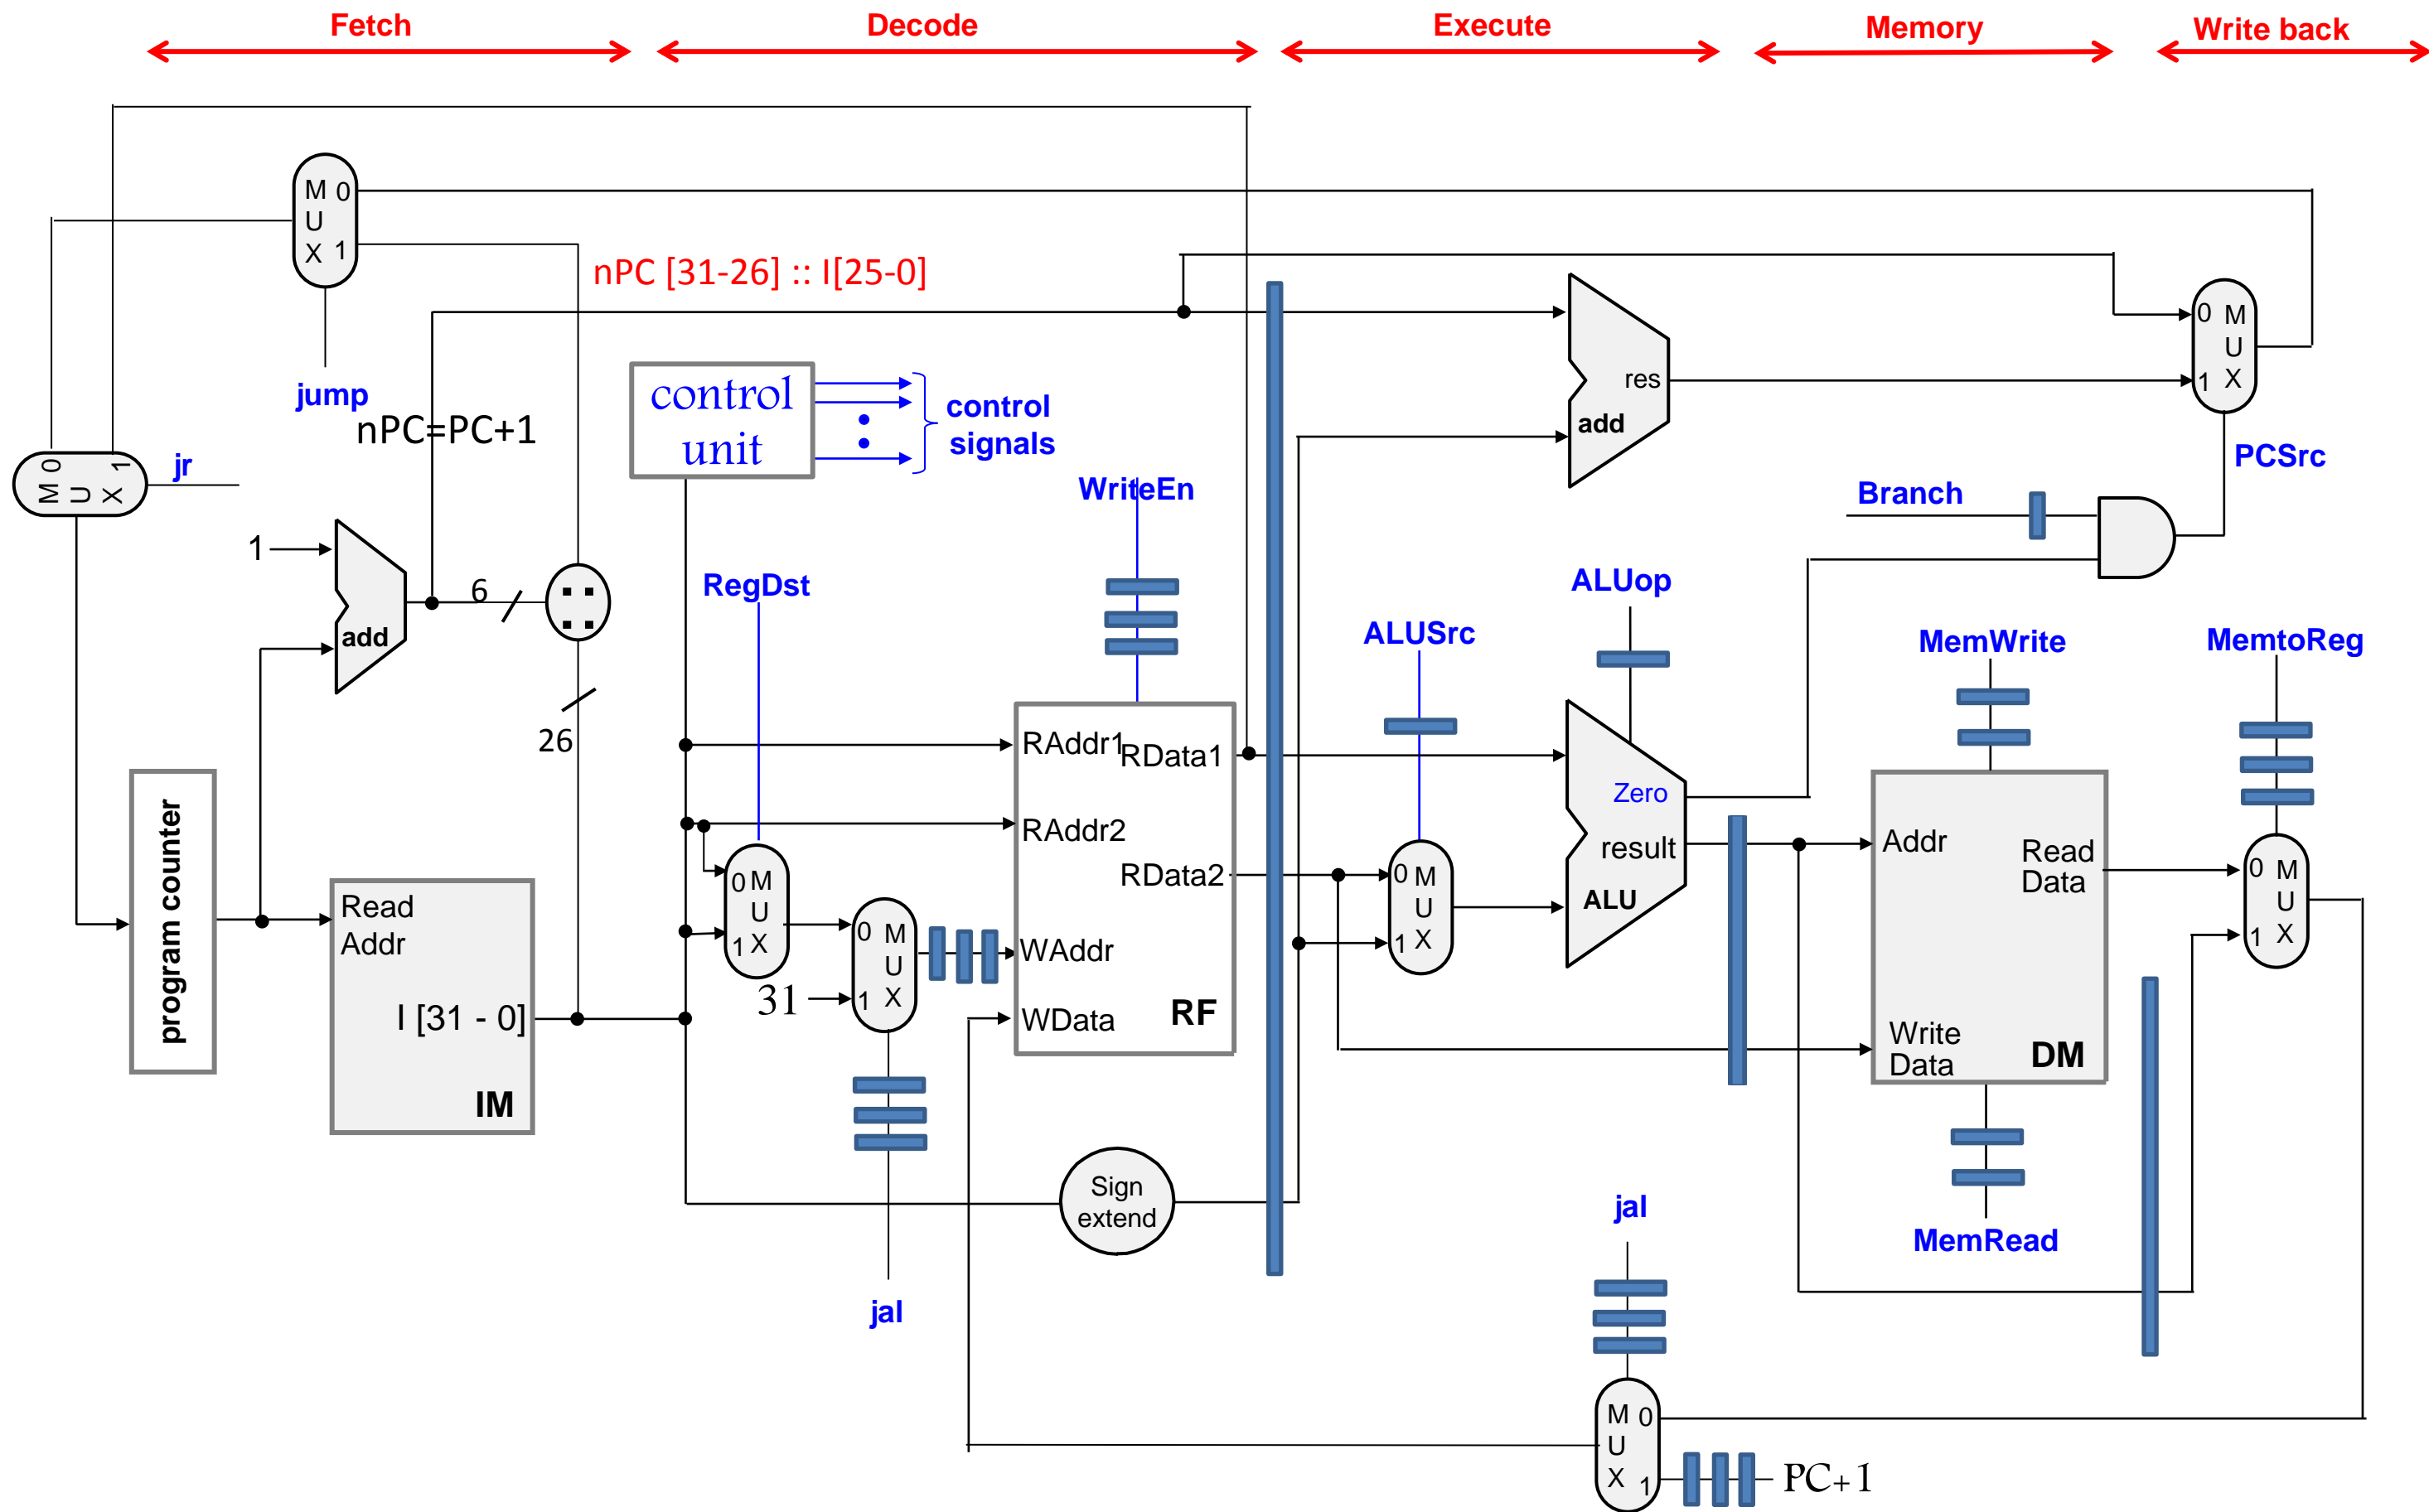 Fetch
Decode
Execute
Memory
Write back
M 0
U
X 1
jump
nPC [31-26] :: I[25-0]
nPC=PC+1
M 0
U
X 1
jr
1
add
6
::
26
program counter
Read
Addr
I [31 - 0]
IM
control
unit
control
signals
WriteEn
RegDst
0 M
U
1 X
0 M
U
1 X
31
jal
RAddr1
RData1
RAddr2
RData2
WAddr
WData
RF
Sign
extend
res
add
ALUSrc
ALUop
0 M
U
1 X
Zero
result
ALU
0 M
U
1 X
PCSrc
Branch
MemWrite
Addr
Read
Data
Write
Data
DM
MemRead
MemtoReg
0 M
U
1 X
jal
M 0
U
X 1
PC+1